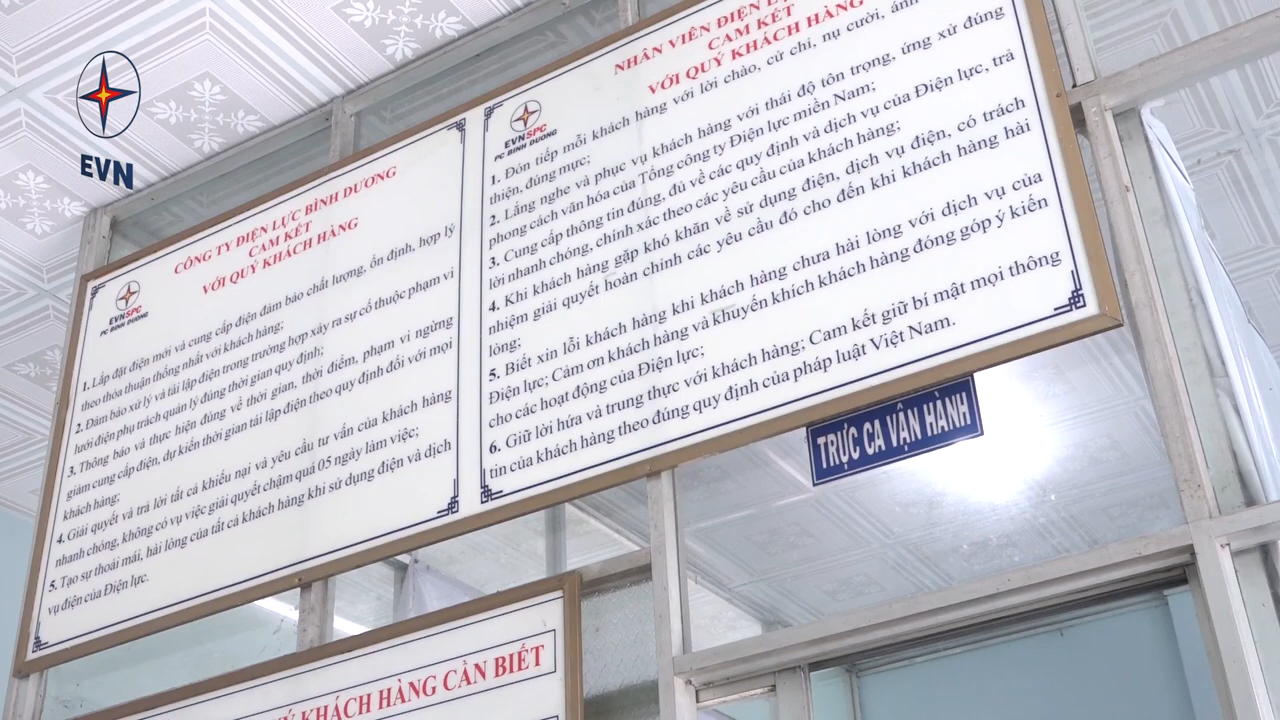 EVN
CÔNG TY ĐIỆN LỰC BÌNH DƯƠNG
CAM KẾT
VỚI QUÝ KHÁCH HÀNG
EVNSPC
PC BÌNH DƯƠNG
1. Lắp đặt điện mới và cung cấp điện đảm bảo chất lượng, ổn định, hợp lý
theo thỏa thuận thống nhất với khách hàng;
2. Đảm bảo xử lý và tái lập điện trong trường hợp xảy ra sự cố thuộc phạm vi
lưới điện phụ trách quản lý đúng thời gian quy định;
3. Thông báo và thực hiện đúng về thời gian, thời điểm, phạm vi ngừng
giảm cung cấp điện, dự kiến thời gian tái lập điện theo quy định đối với mọi
khách hàng;
4. Giải quyết và trả lời tất cả khiếu nại và yêu cầu tư vấn của khách hàng
nhanh chóng, không có vụ việc giải quyết chậm quá 05 ngày làm việc;
5. Tạo sự thoải mái, hài lòng của tất cả khách hàng khi sử dụng điện và dịch
vụ điện của Điện lực.
NHÂN VIÊN ĐIỆN
CAM KẾT
VỚI QUÝ KHÁCH HÀNG
EVNSPC
PC BÌNH DƯƠNG
1. Đón tiếp mỗi khách hàng với lời chào, cử chỉ, nụ cười, ánh
thiện, đúng mực;
2. Lắng nghe và phục vụ khách hàng với thái độ tôn trọng, ứng xử đúng
phong cách văn hóa của Tổng công ty Điện lực miền Nam;
3. Cung cấp thông tin đúng, đủ về các quy định và dịch vụ của Điện lực, trả
lời nhanh chóng, chính xác theo các yêu cầu của khách hàng;
4. Khi khách hàng gặp khó khăn về sử dụng điện, dịch vụ điện, có trách
nhiệm giải quyết hoàn chỉnh các yêu cầu đó cho đến khi khách hàng hài
lòng;
5. Biết xin lỗi khách hàng khi khách hàng chưa hài lòng với dịch vụ của
Điện lực; Cảm ơn khách hàng và khuyến khích khách hàng đóng góp ý kiến
cho các hoạt động của Điện lực;
6. Giữ lời hứa và trung thực với khách hàng; Cam kết giữ bí mật mọi thông
tin của khách hàng theo đúng quy định của pháp luật Việt Nam.
TRỰC CA VẬN HÀNH
KHÁCH HÀNG CẦN BIẾT